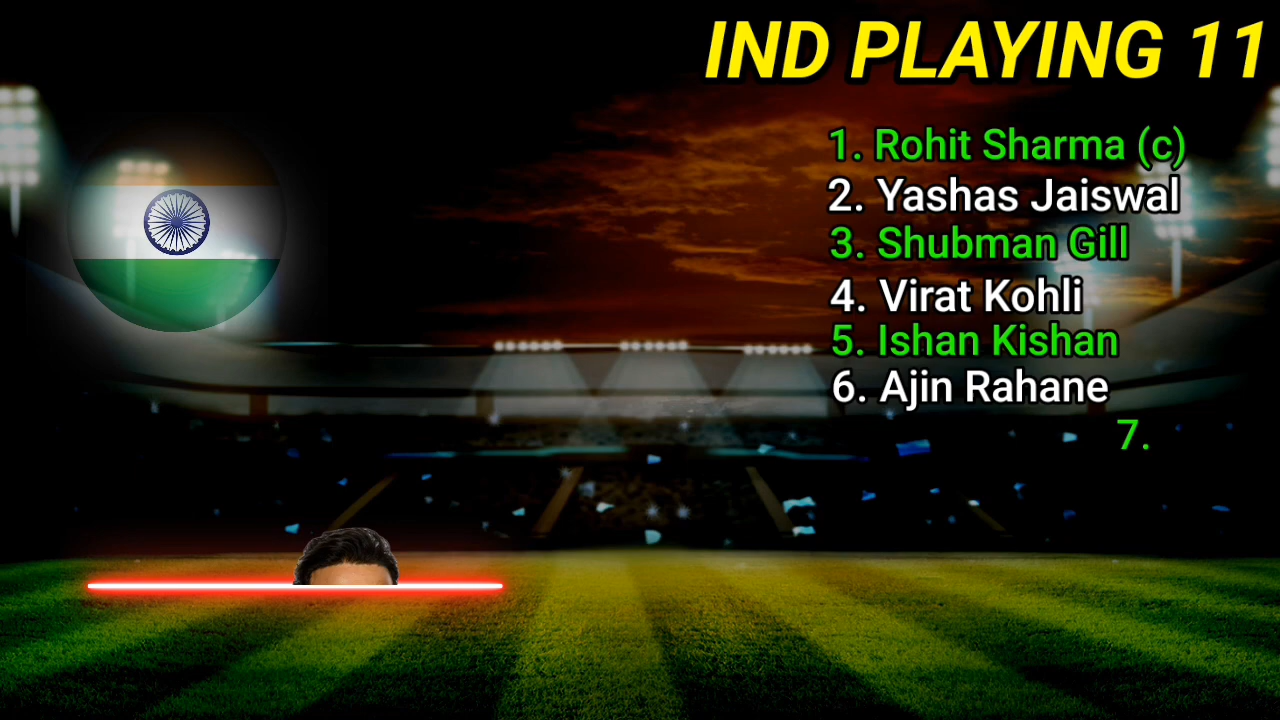 IND PLAYING 11
1. Rohit Sharma (c)
2. Yashas Jaiswal
3. Shubman Gill
4. Virat Kohli
5. Ishan Kishan
6. Ajin Rahane
7.